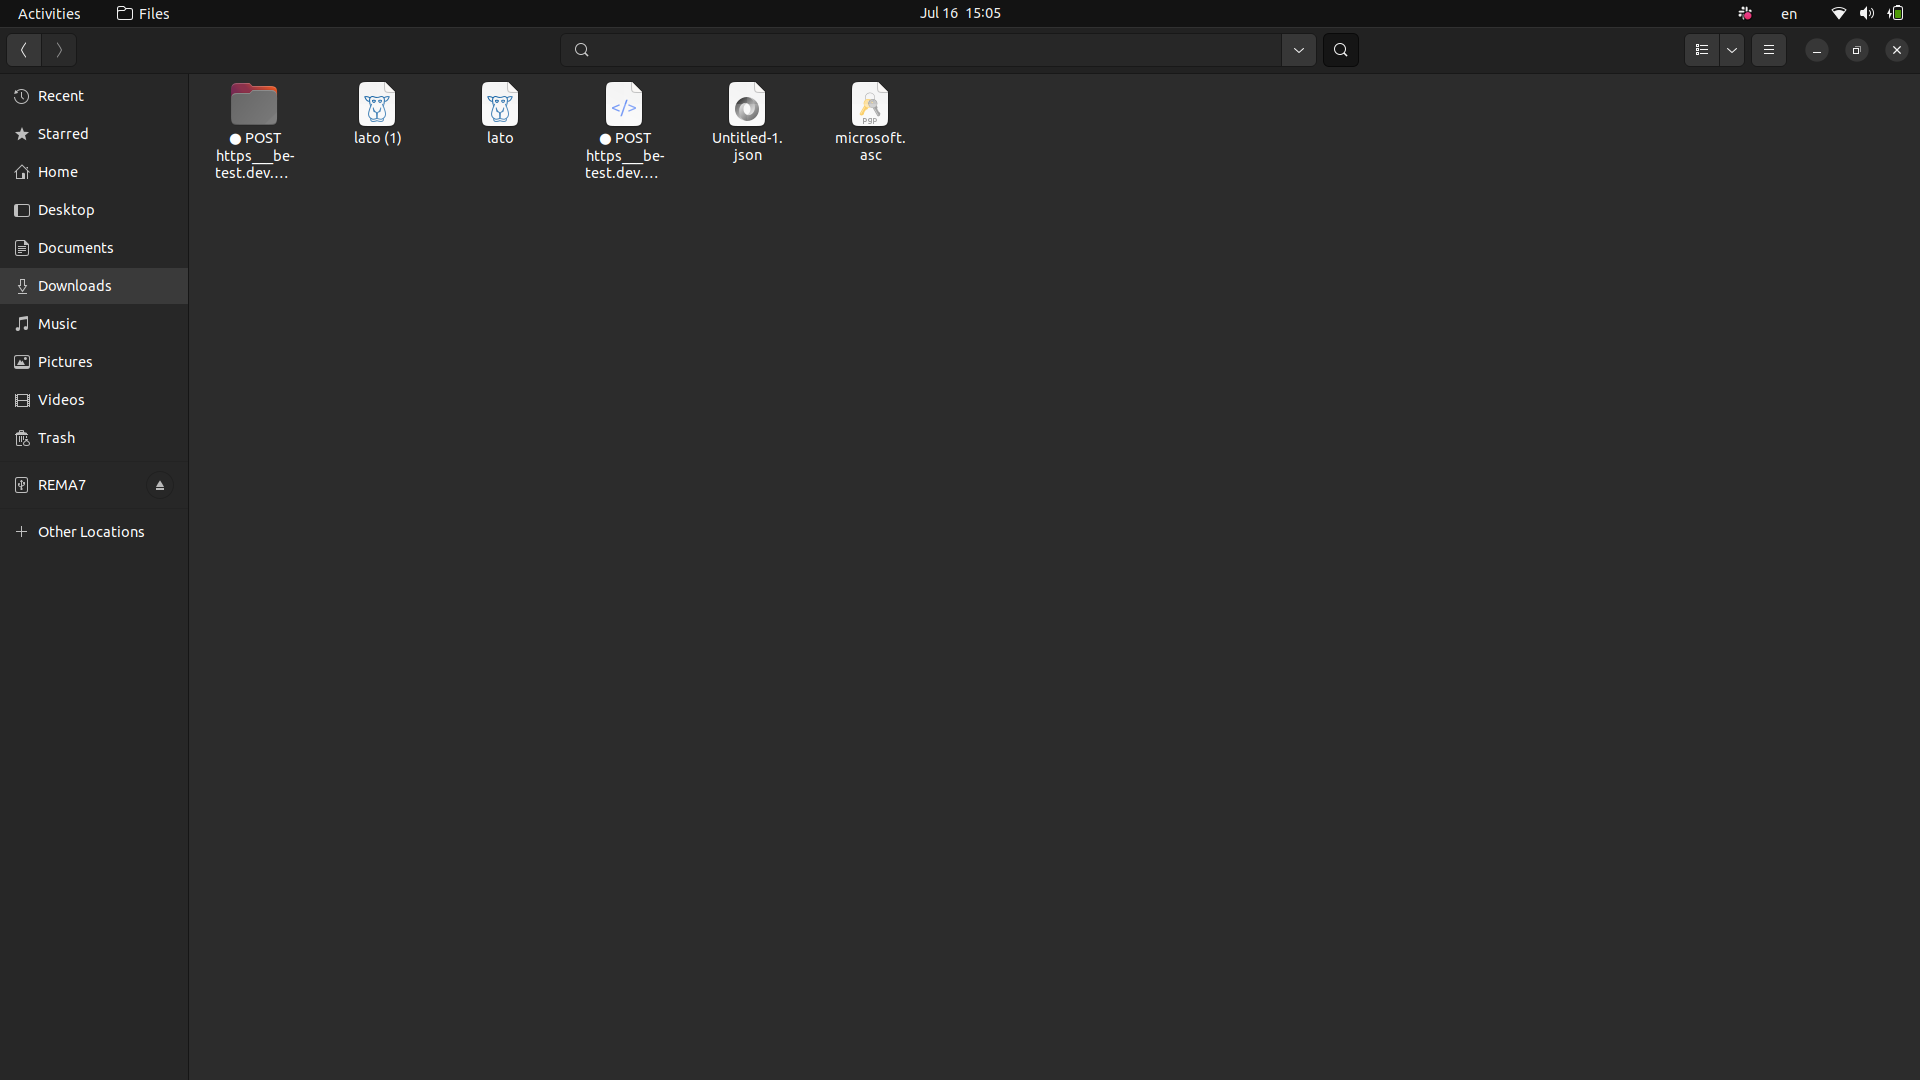 Activities
Files
Jul 16 15:05
en
Recent
Starred
Home
Desktop
Documents
Downloads
Music
Pictures
Videos
Trash
REMA7
Other Locations
● POST
https___be-
test.dev.…
lato (1)
lato
</>
● POST
https___be-
test.dev.…
Untitled-1.
json
pgp
microsoft.
asc